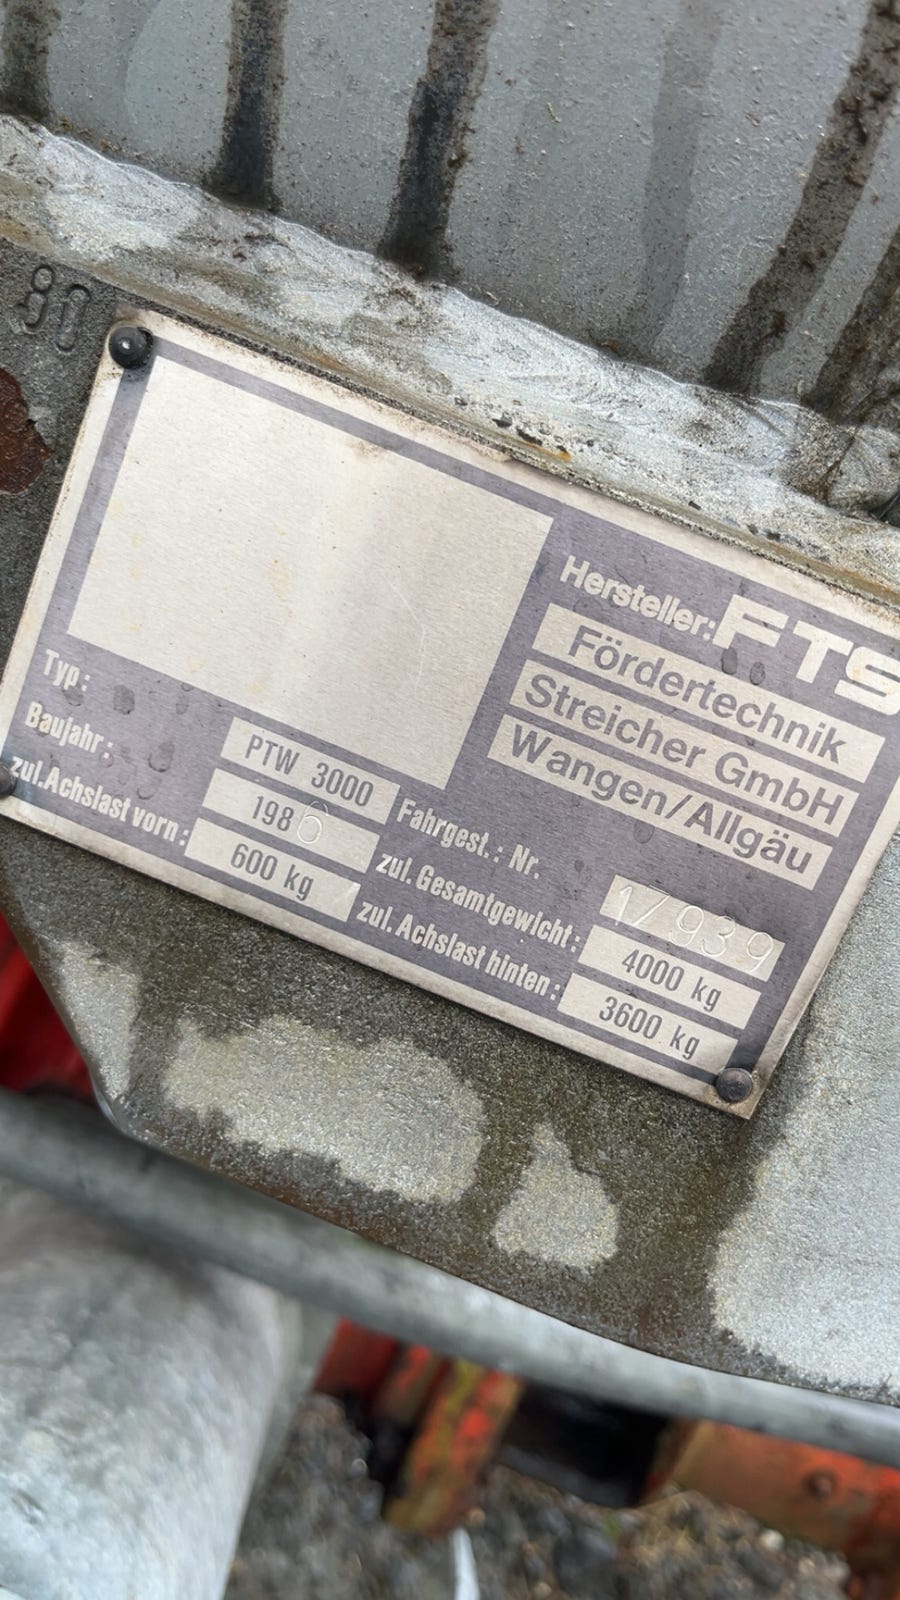 80
Hersteller: FTS
Fördertechnik
Streicher GmbH
Wangen/Allgäu
Typ: PTW 3000
Baujahr: 1986
zul.Achslast vorn: 600 kg
Fahrgest.: Nr. 17939
zul. Gesamtgewicht: 4000 kg
zul. Achslast hinten: 3600 kg